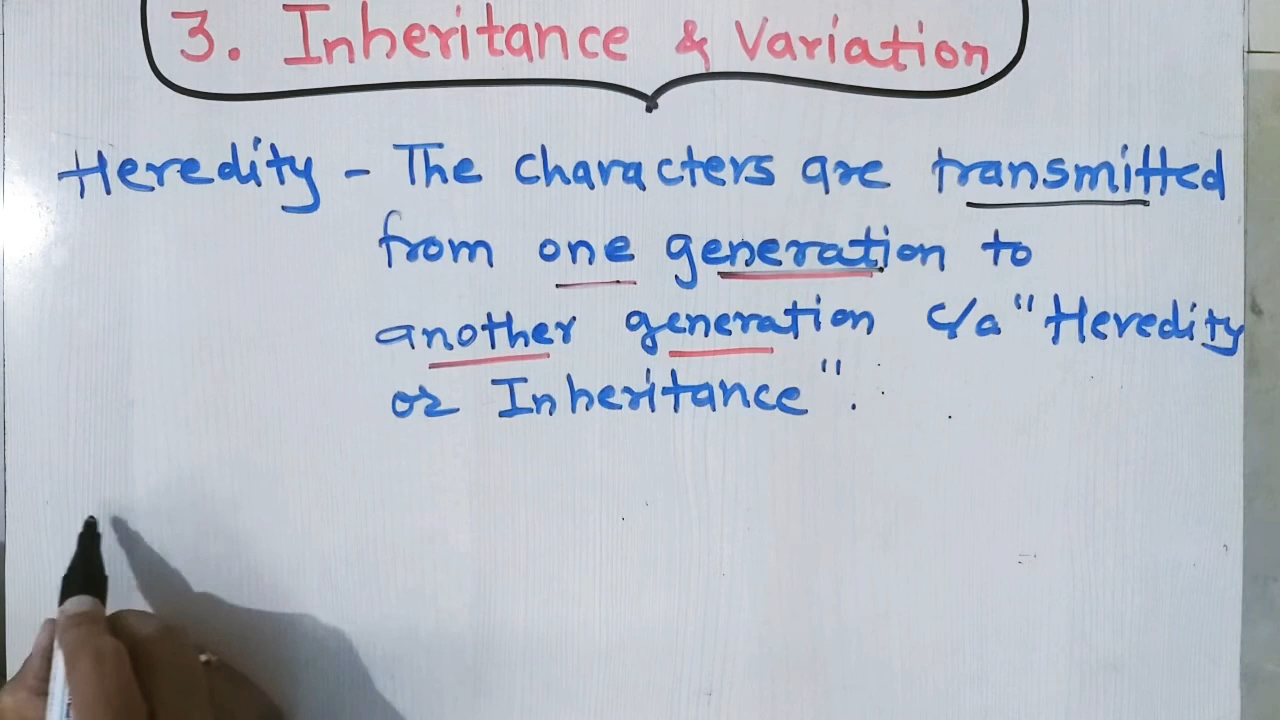 3. Inheritance & Variation
Heredity - The characters are transmitted
from one generation to
another generation c/a "Heredity
or Inheritance".